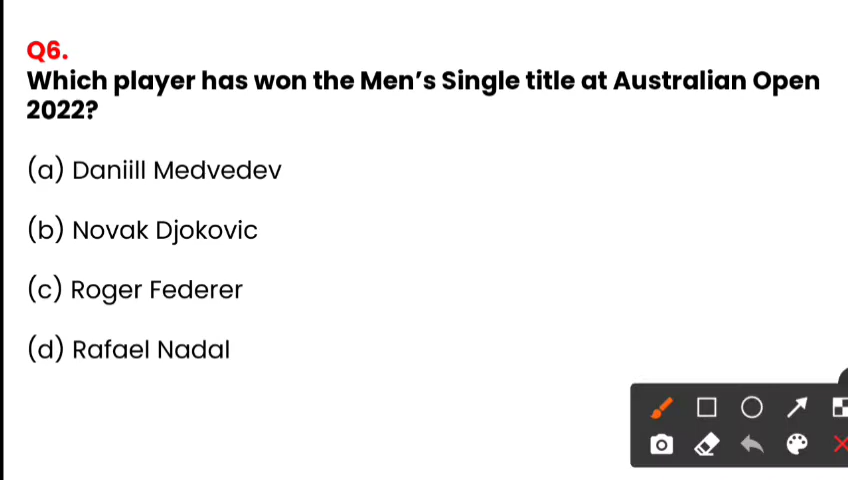 Q6.
Which player has won the Men’s Single title at Australian Open
2022?
(a) Daniill Medvedev
(b) Novak Djokovic
(c) Roger Federer
(d) Rafael Nadal